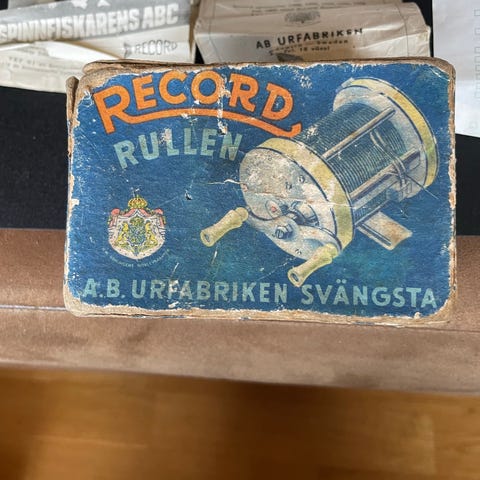 SPINNFISKARENS ABC
RECORD
AB URFABRIKEN
RECORD
RULLEN
A.B. URFABRIKEN SVÄNGSTA